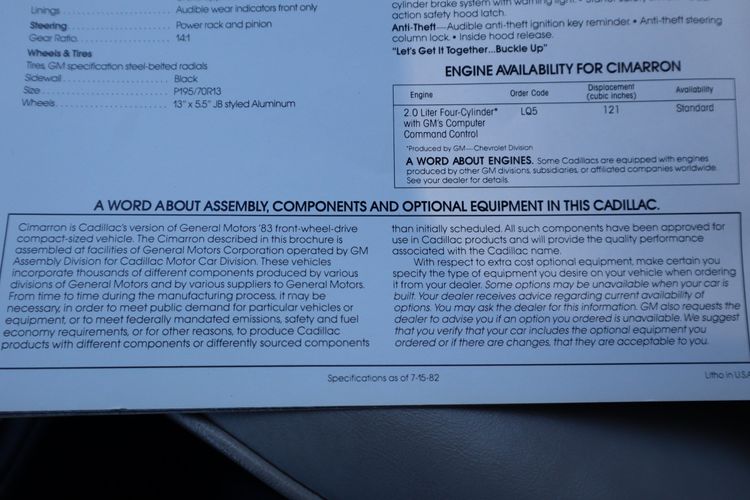 Linings . . . Audible wear indicators front only
Steering . . . Power rack and pinion
Gear Ratio . . . 14:1
Wheels & Tires
Tires, GM specification steel-belted radials
Sidewall . . . Black
Size . . . P195/70R13
Wheels . . . 13" x 5.5" JB styled Aluminum
cylinder brake system with warning light •
action safety hood latch.
Anti-Theft—Audible anti-theft ignition key reminder • Anti-theft steering
column lock • Inside hood release.
"Let's Get It Together...Buckle Up"
ENGINE AVAILABILITY FOR CIMARRON
Engine Order Code Displacement (cubic inches) Availability
2.0 Liter Four-Cylinder* LQ5 121 Standard
with GM's Computer
Command Control
*Produced by GM—Chevrolet Division
A WORD ABOUT ENGINES. Some Cadillacs are equipped with engines
produced by other GM divisions, subsidiaries, or affiliated companies worldwide.
See your dealer for details.
A WORD ABOUT ASSEMBLY, COMPONENTS AND OPTIONAL EQUIPMENT IN THIS CADILLAC.
Cimarron is Cadillac's version of General Motors '83 front-wheel-drive
compact-sized vehicle. The Cimarron described in this brochure is
assembled at facilities of General Motors Corporation operated by GM
Assembly Division for Cadillac Motor Car Division. These vehicles
incorporate thousands of different components produced by various
divisions of General Motors and by various suppliers to General Motors.
From time to time during the manufacturing process, it may be
necessary, in order to meet public demand for particular vehicles or
equipment, or to meet federally mandated emissions, safety and fuel
economy requirements, or for other reasons, to produce Cadillac
products with different components or differently sourced components
than initially scheduled. All such components have been approved for
use in Cadillac products and will provide the quality performance
associated with the Cadillac name.
With respect to extra cost optional equipment, make certain you
specify the type of equipment you desire on your vehicle when ordering
it from your dealer. Some options may be unavailable when your car is
built. Your dealer receives advice regarding current availability of
options. You may ask the dealer for this information. GM also requests the
dealer to advise you if an option you ordered is unavailable. We suggest
that you verify that your car includes the optional equipment you
ordered or if there are changes, that they are acceptable to you.
Specifications as of 7-15-82
Litho in U.S.A.